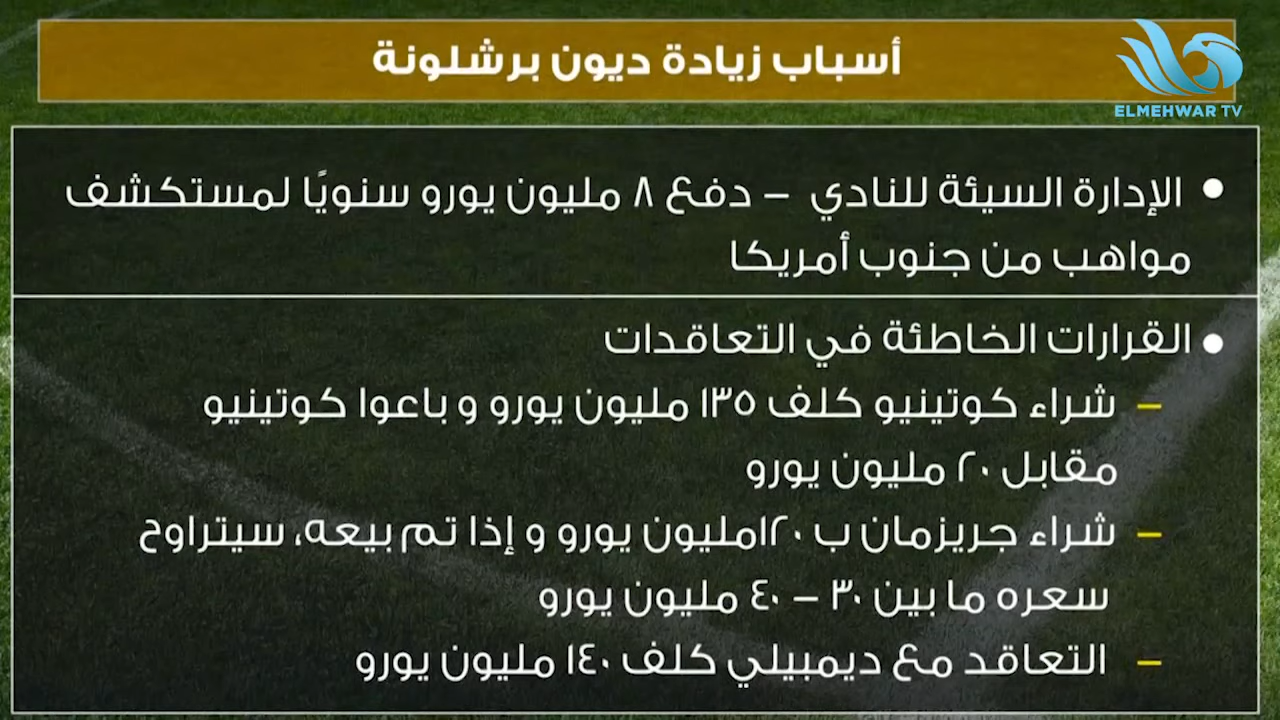 أسباب زيادة ديون برشلونة
ELMEHWAR TV
• الإدارة السيئة للنادي – دفع ٨ مليون يورو سنويًا لمستكشف
مواهب من جنوب أمريكا
• القرارات الخاطئة في التعاقدات
– شراء كوتينيو كلف ١٣٥ مليون يورو و باعوا كوتينيو
مقابل ٢٠ مليون يورو
– شراء جريزمان ب ١٢٠مليون يورو و إذا تم بيعه، سيتراوح
سعره ما بين ٣٠ – ٤٠ مليون يورو
– التعاقد مع ديمبيلي كلف ١٤٠ مليون يورو